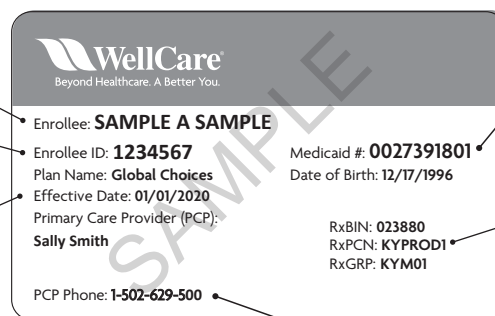 WellCare®
Beyond Healthcare. A Better You.
SAMPLE
Enrollee: SAMPLE A SAMPLE
Enrollee ID: 1234567
Medicaid #: 0027391801
Plan Name: Global Choices
Date of Birth: 12/17/1996
Effective Date: 01/01/2020
Primary Care Provider (PCP):
Sally Smith
RxBIN: 023880
RxPCN: KYPROD1
RxGRP: KYM01
PCP Phone: 1-502-629-500